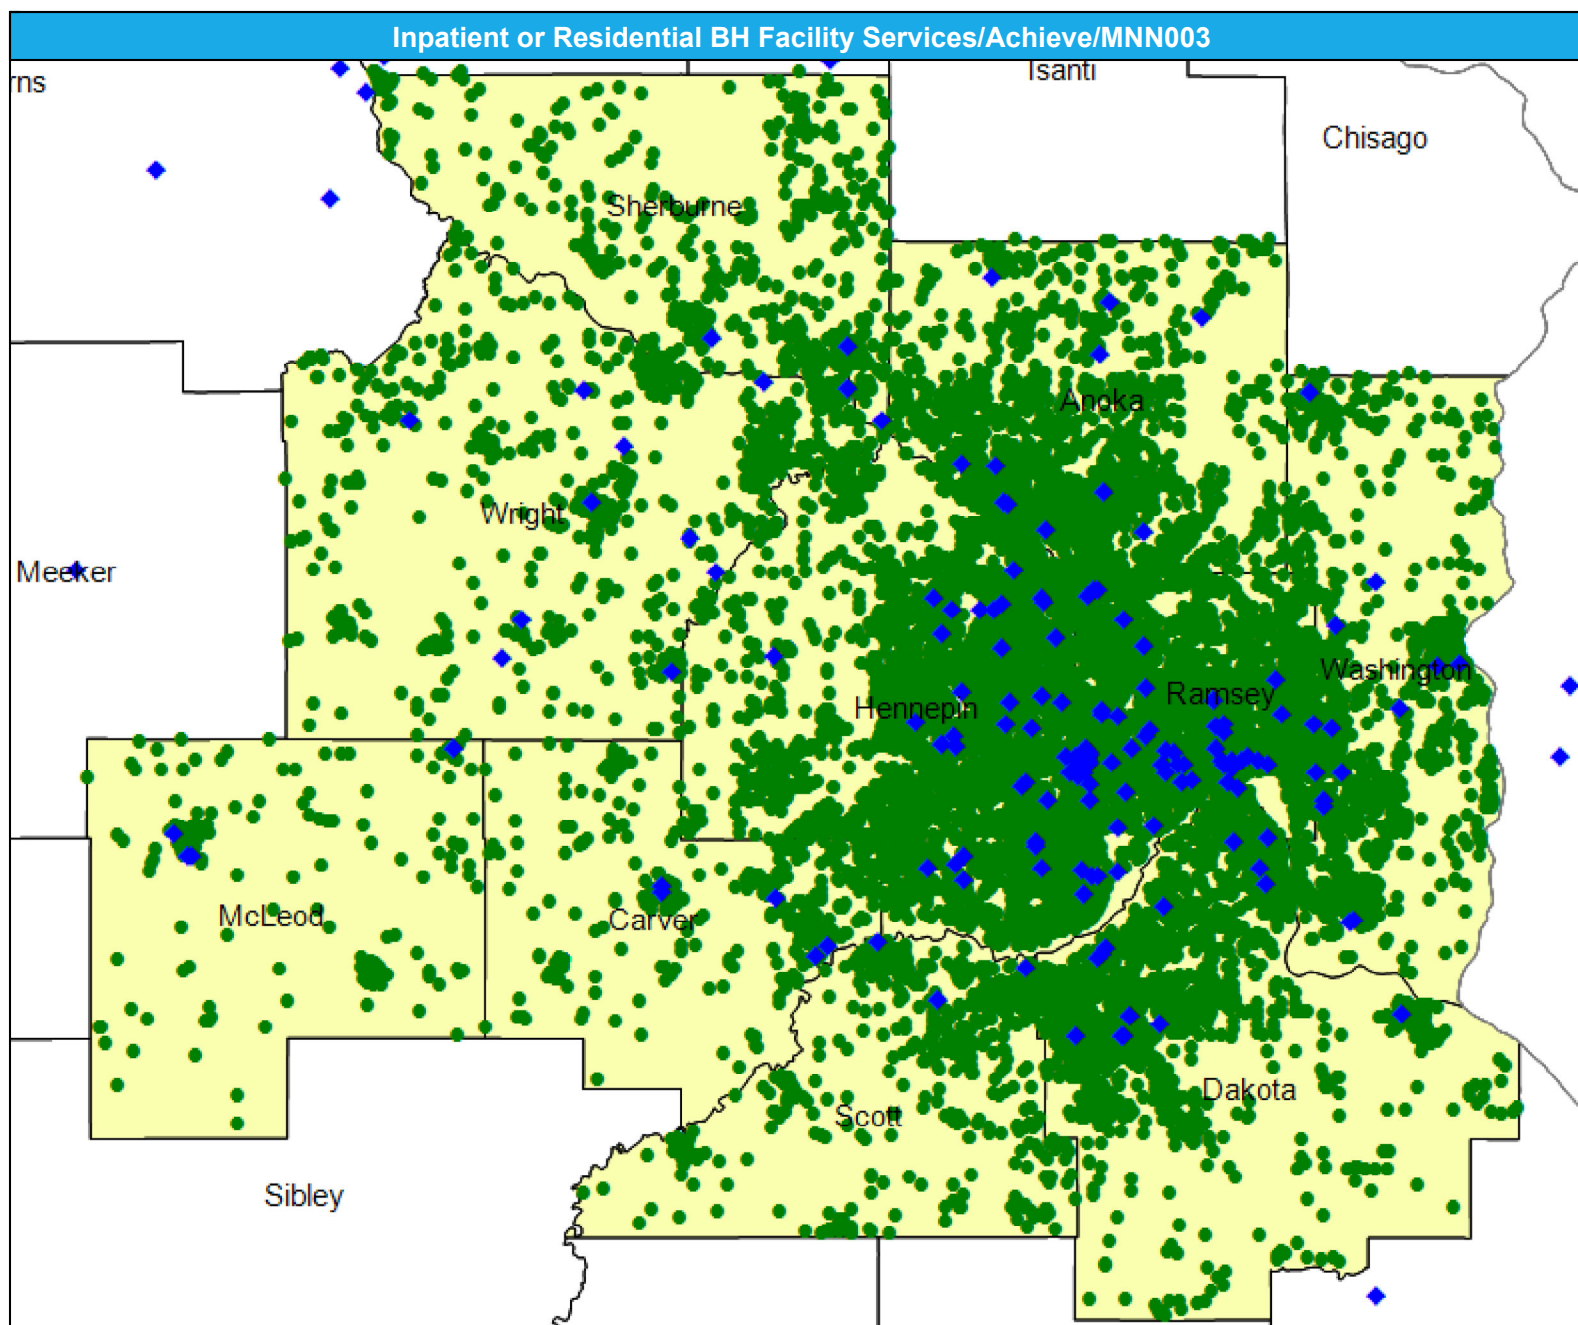 Inpatient or Residential BH Facility Services/Achieve/MNN003
rns
Isanti
Chisago
Sherburne
Anoka
Wright
Meeker
Washington
Ramsey
Hennepin
McLeod
Carver
Dakota
Scott
Sibley